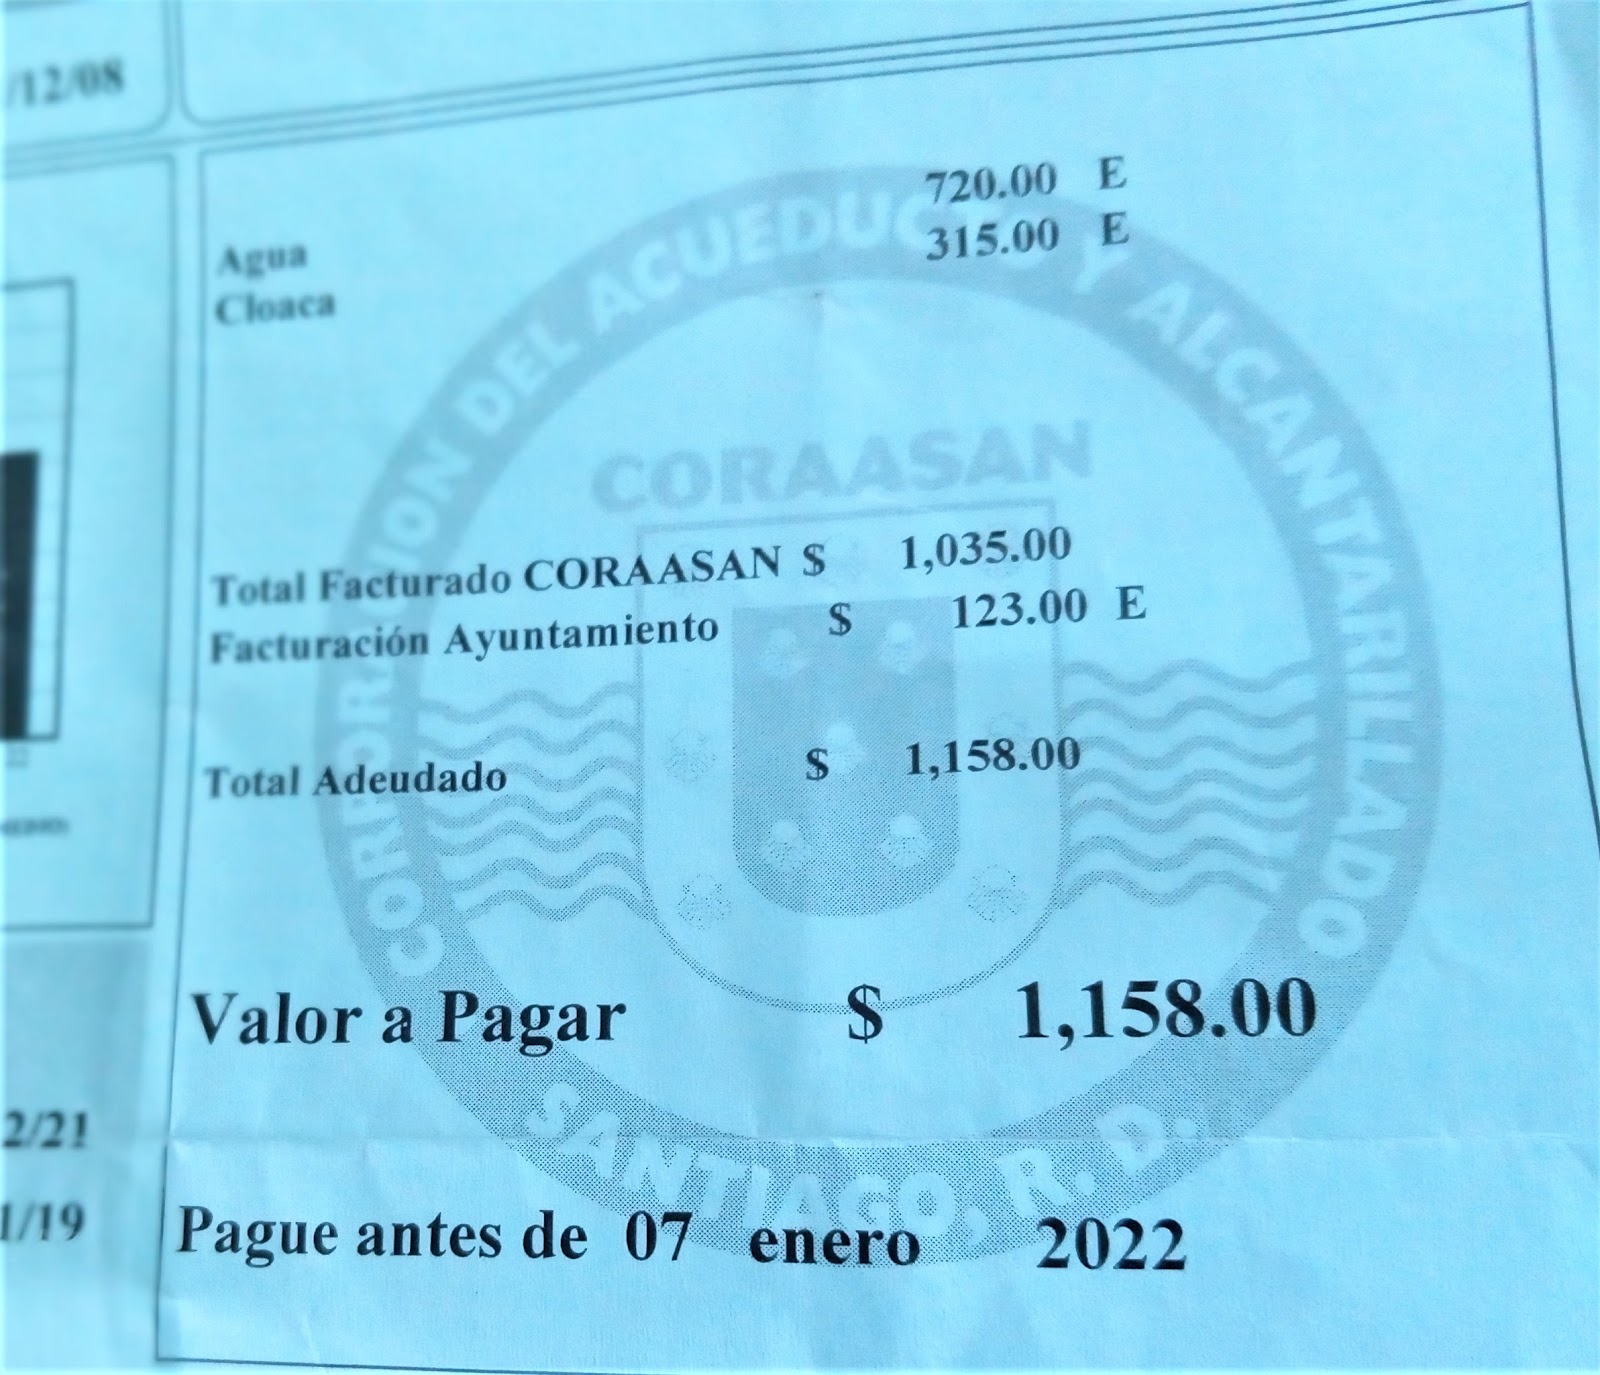 /12/08
Agua 720.00 E
Cloaca 315.00 E
CORPORACION DEL ACUEDUCTO Y ALCANTARILLADO
CORAASAN
Total Facturado CORAASAN $ 1,035.00
Facturación Ayuntamiento $ 123.00 E
Total Adeudado $ 1,158.00
Valor a Pagar $ 1,158.00
SANTIAGO, R. D.
2/21
1/19
Pague antes de 07 enero 2022